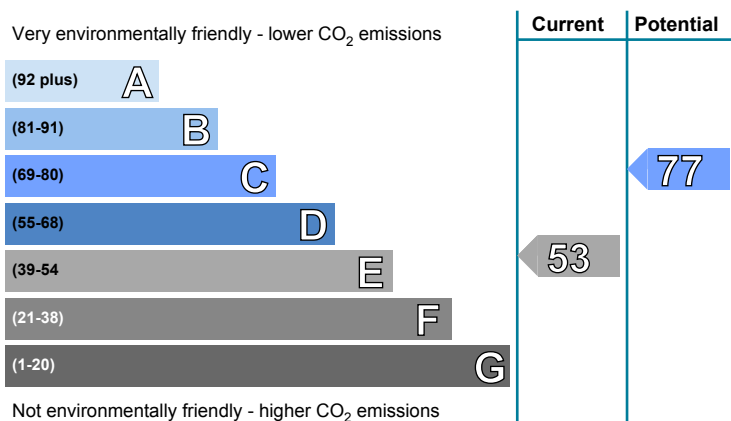 Very environmentally friendly - lower CO2 emissions
Current
Potential
(92 plus) A
(81-91) B
(69-80) C
77
(55-68) D
(39-54 E
53
(21-38) F
(1-20) G
Not environmentally friendly - higher CO2 emissions